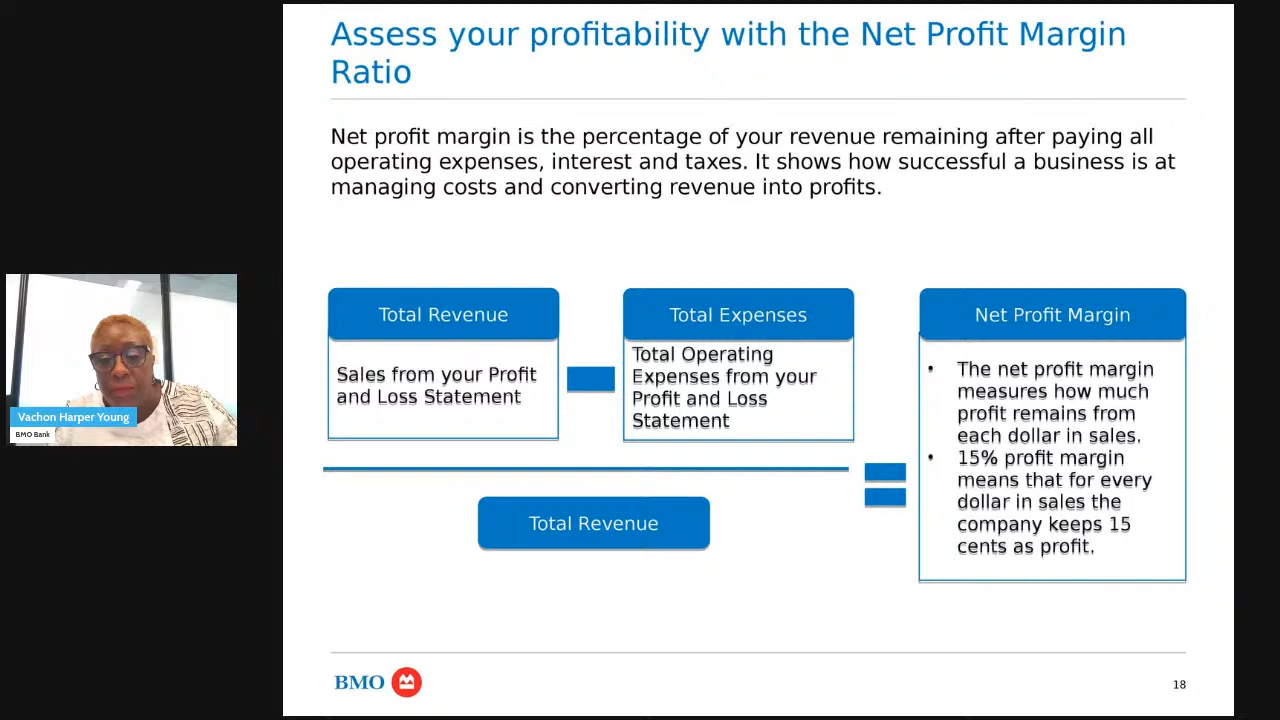 Assess your profitability with the Net Profit Margin
Ratio
Net profit margin is the percentage of your revenue remaining after paying all
operating expenses, interest and taxes. It shows how successful a business is at
managing costs and converting revenue into profits.
Total Revenue
Sales from your Profit
and Loss Statement
Total Expenses
Total Operating
Expenses from your
Profit and Loss
Statement
Total Revenue
Net Profit Margin
• The net profit margin
measures how much
profit remains from
each dollar in sales.
• 15% profit margin
means that for every
dollar in sales the
company keeps 15
cents as profit.
Vachon Harper Young
BMO Bank
BMO
18